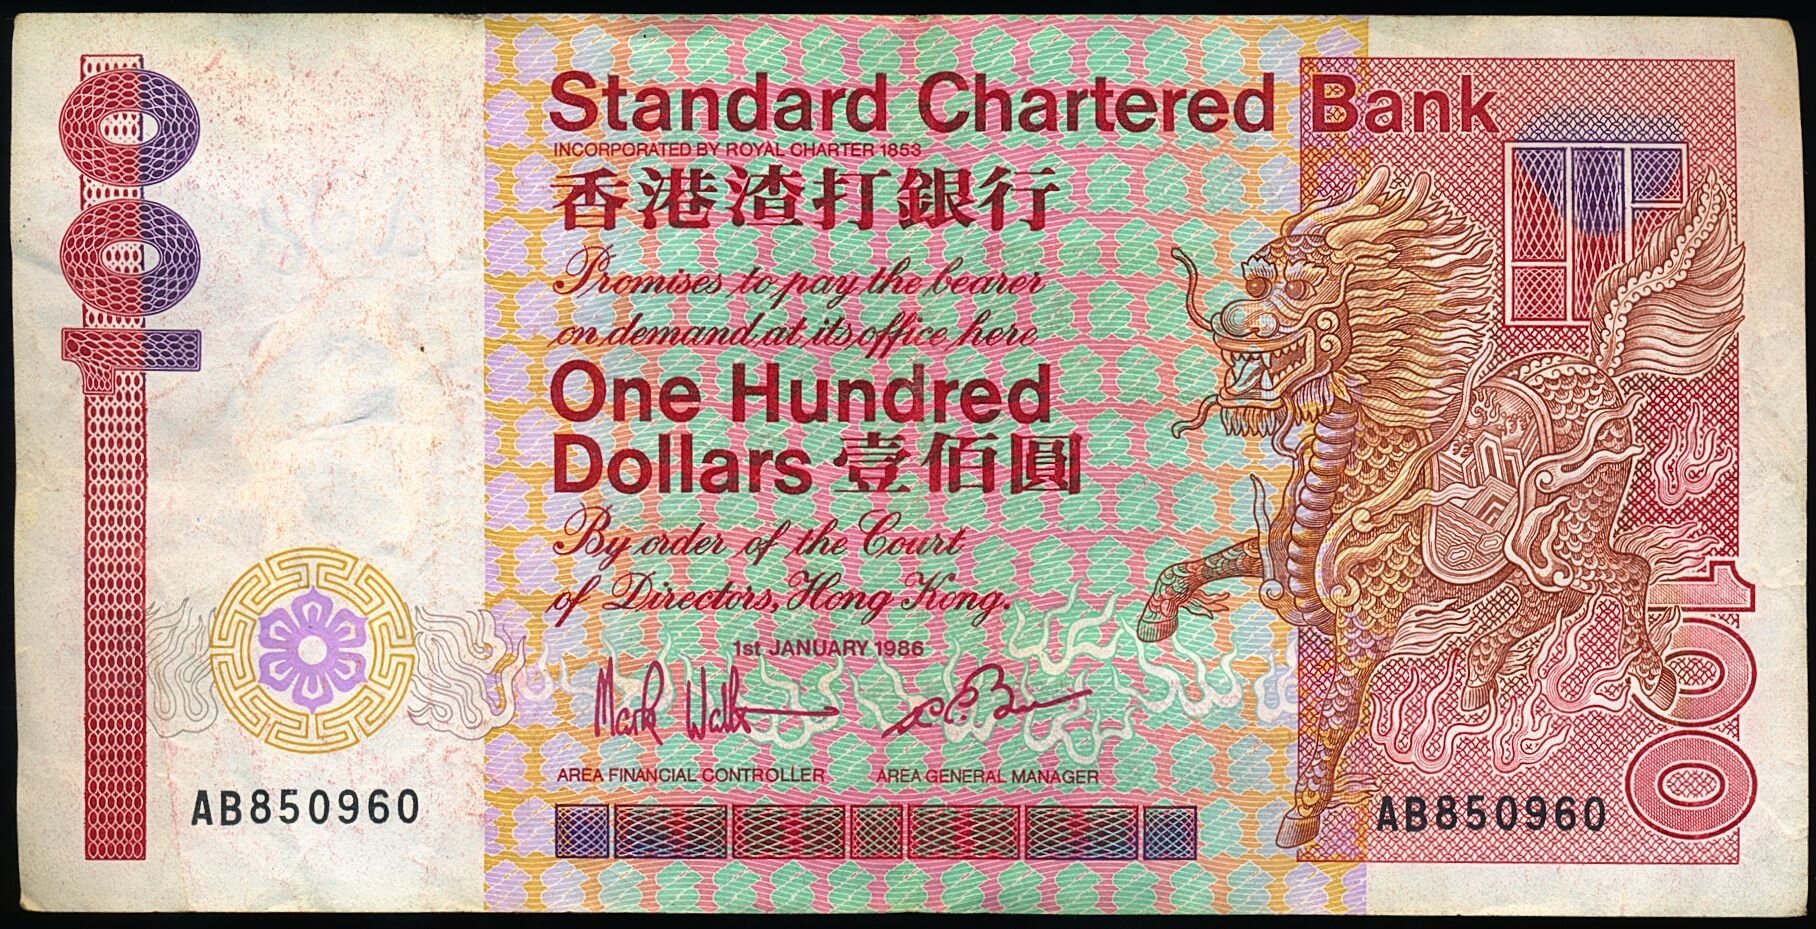 100
Standard Chartered Bank
INCORPORATED BY ROYAL CHARTER 1853
香港渣打銀行
Promises to pay the bearer
on demand at its office here
One Hundred
Dollars 壹佰圓
By order of the Court
of Directors, Hong Kong.
1st JANUARY 1986
AREA FINANCIAL CONTROLLER AREA GENERAL MANAGER
AB850960
AB850960
100